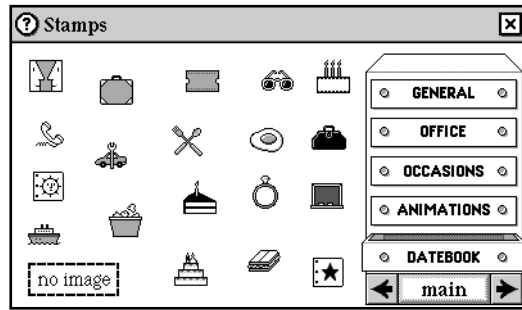 ? Stamps
GENERAL
OFFICE
OCCASIONS
ANIMATIONS
DATEBOOK
main
no image